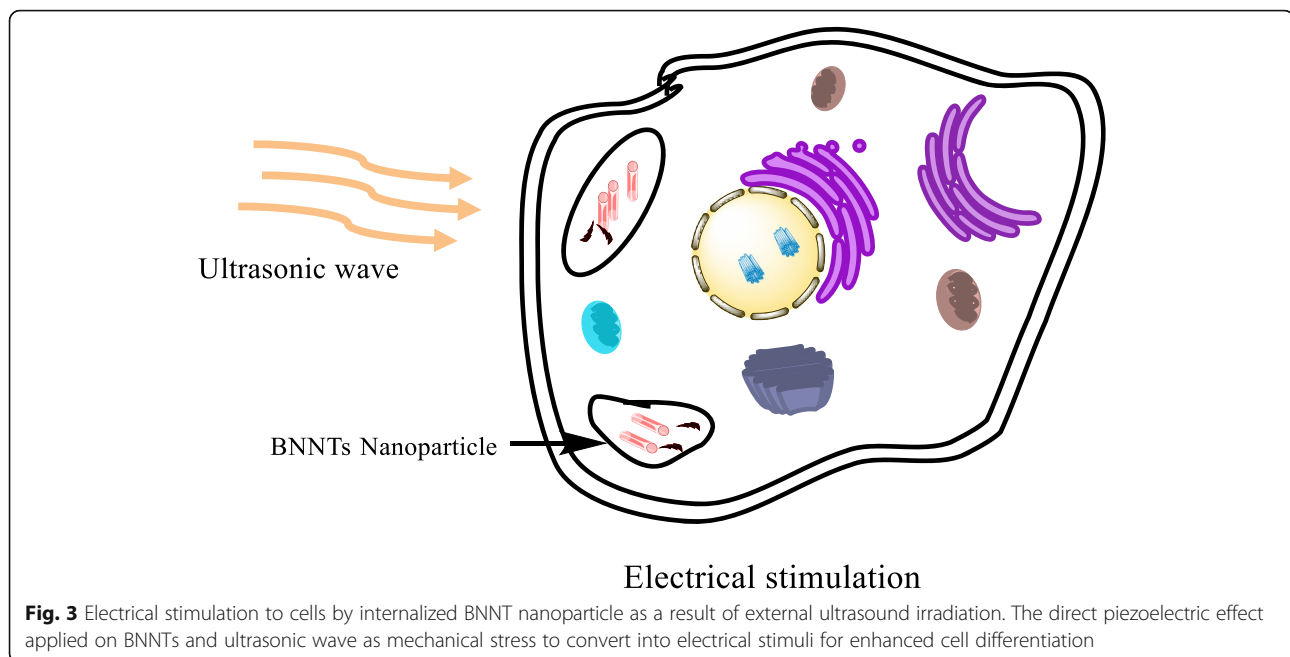 Ultrasonic wave
BNNTs Nanoparticle
Electrical stimulation
Fig. 3 Electrical stimulation to cells by internalized BNNT nanoparticle as a result of external ultrasound irradiation. The direct piezoelectric effect
applied on BNNTs and ultrasonic wave as mechanical stress to convert into electrical stimuli for enhanced cell differentiation